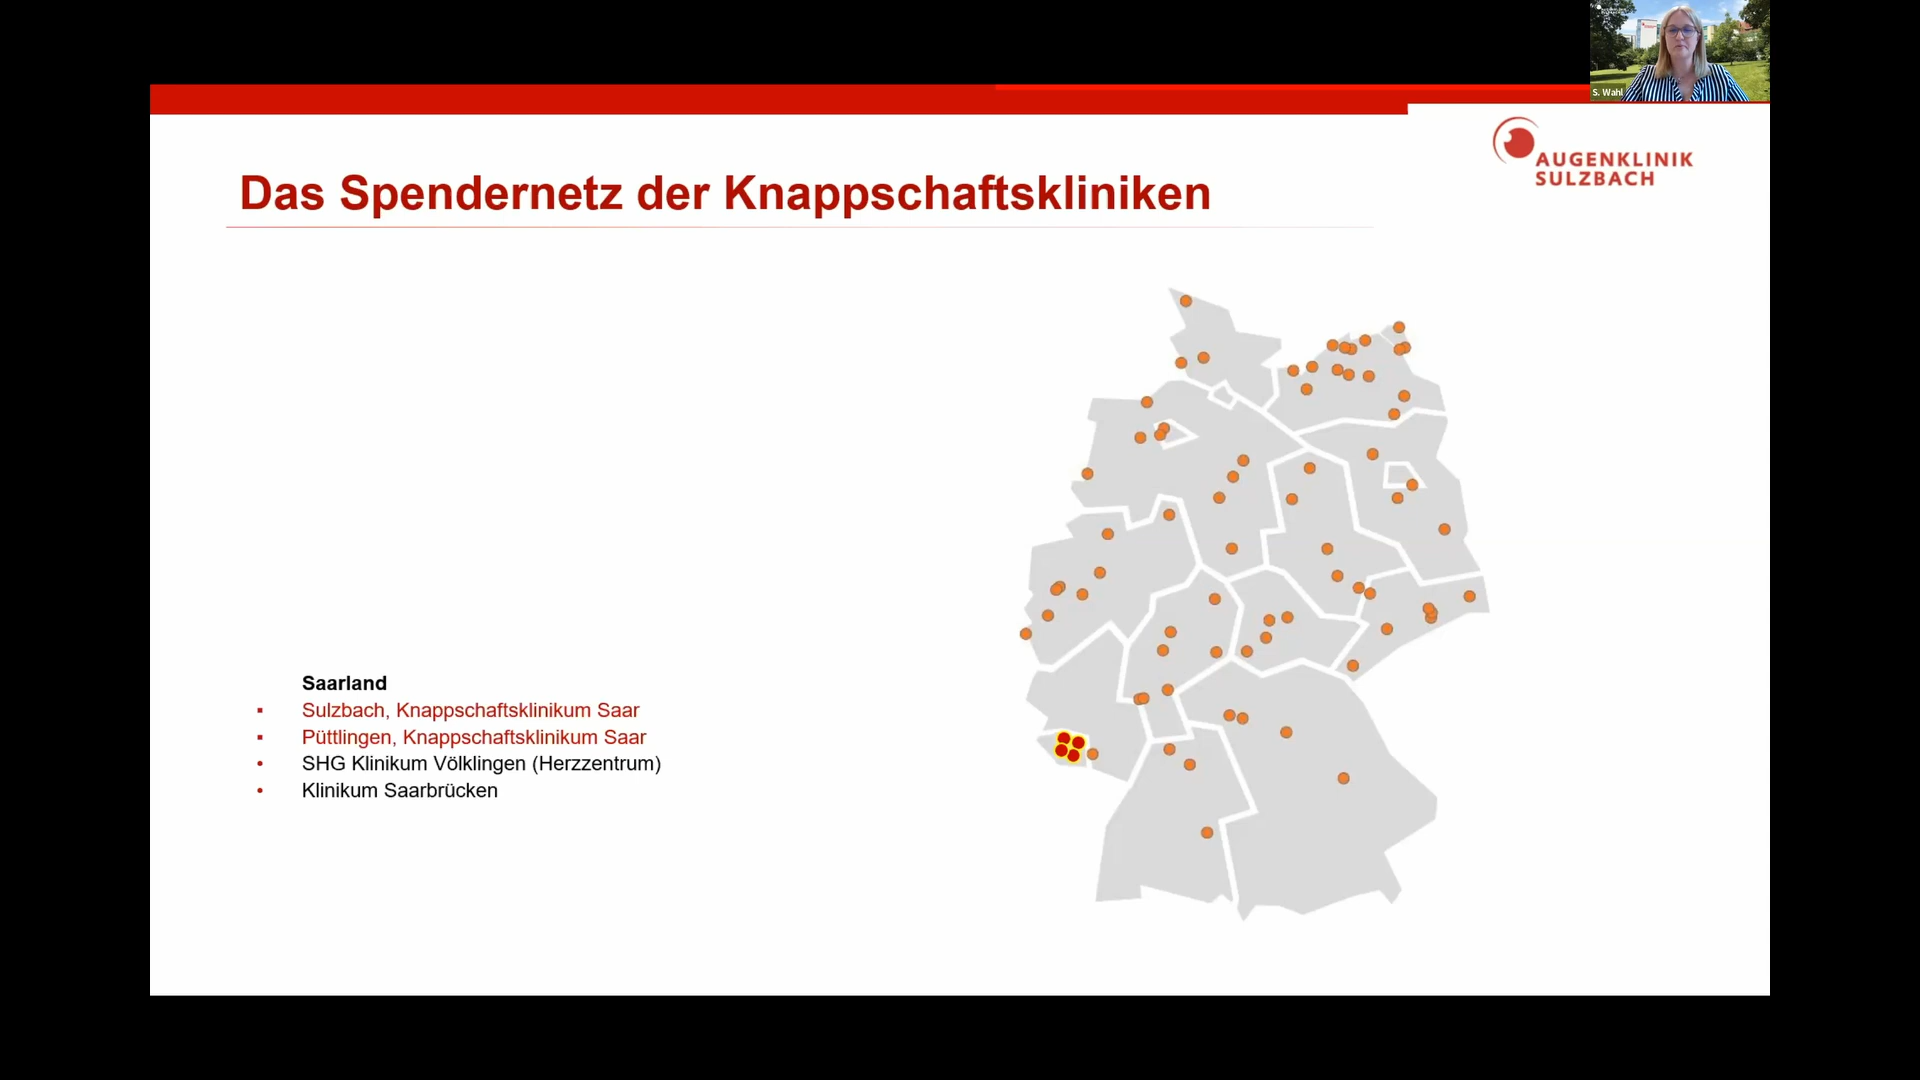 S. Wahl
AUGENKLINIK
SULZBACH
Das Spendernetz der Knappschaftskliniken
Saarland
▪ Sulzbach, Knappschaftsklinikum Saar
▪ Püttlingen, Knappschaftsklinikum Saar
• SHG Klinikum Völklingen (Herzzentrum)
• Klinikum Saarbrücken